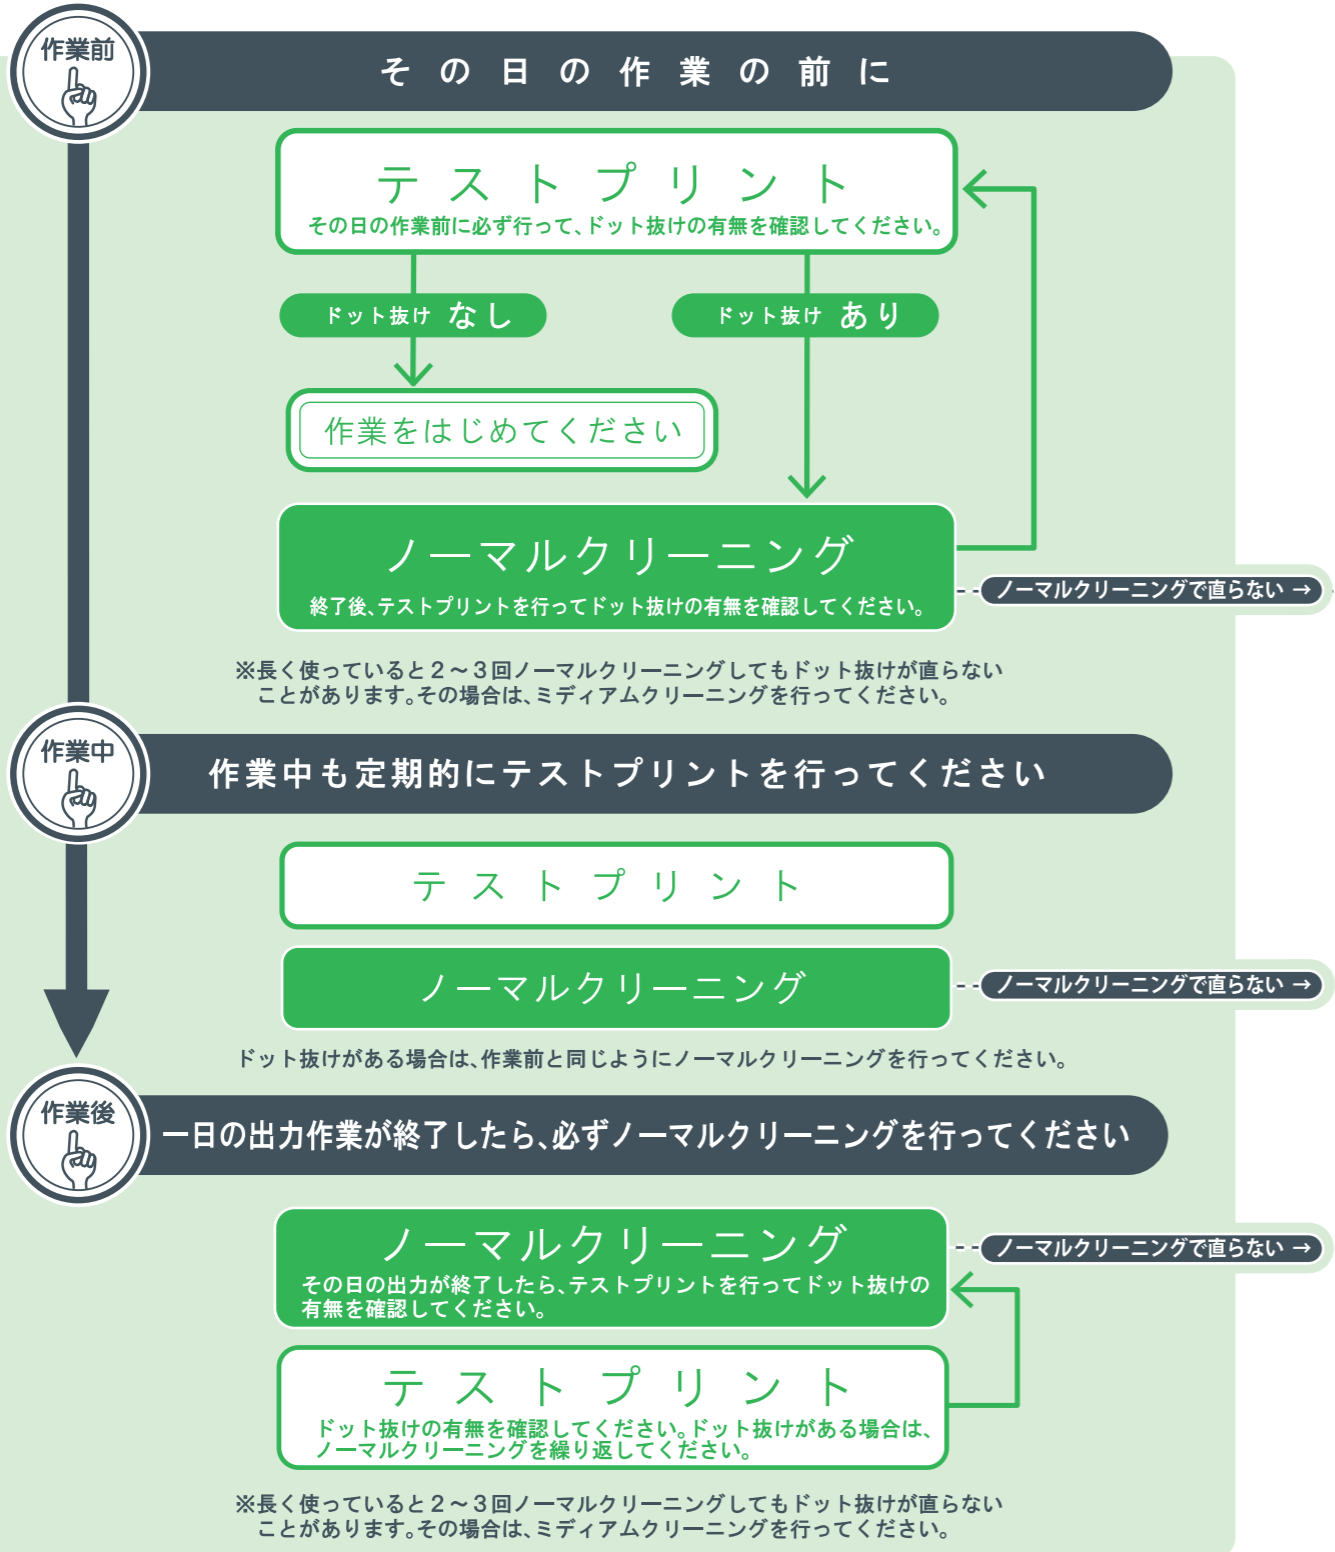 作業前
その日の作業の前に
テストプリント
その日の作業前に必ず行って、ドット抜けの有無を確認してください。
ドット抜け なし
ドット抜け あり
作業をはじめてください
ノーマルクリーニング
終了後、テストプリントを行ってドット抜けの有無を確認してください。
ノーマルクリーニングで直らない →
※長く使っていると２～３回ノーマルクリーニングしてもドット抜けが直らない
ことがあります。その場合は、ミディアムクリーニングを行ってください。
作業中
作業中も定期的にテストプリントを行ってください
テストプリント
ノーマルクリーニング
ノーマルクリーニングで直らない →
ドット抜けがある場合は、作業前と同じようにノーマルクリーニングを行ってください。
作業後
一日の出力作業が終了したら、必ずノーマルクリーニングを行ってください
ノーマルクリーニング
その日の出力が終了したら、テストプリントを行ってドット抜けの
有無を確認してください。
ノーマルクリーニングで直らない →
テストプリント
ドット抜けの有無を確認してください。ドット抜けがある場合は、
ノーマルクリーニングを繰り返してください。
※長く使っていると２～３回ノーマルクリーニングしてもドット抜けが直らない
ことがあります。その場合は、ミディアムクリーニングを行ってください。